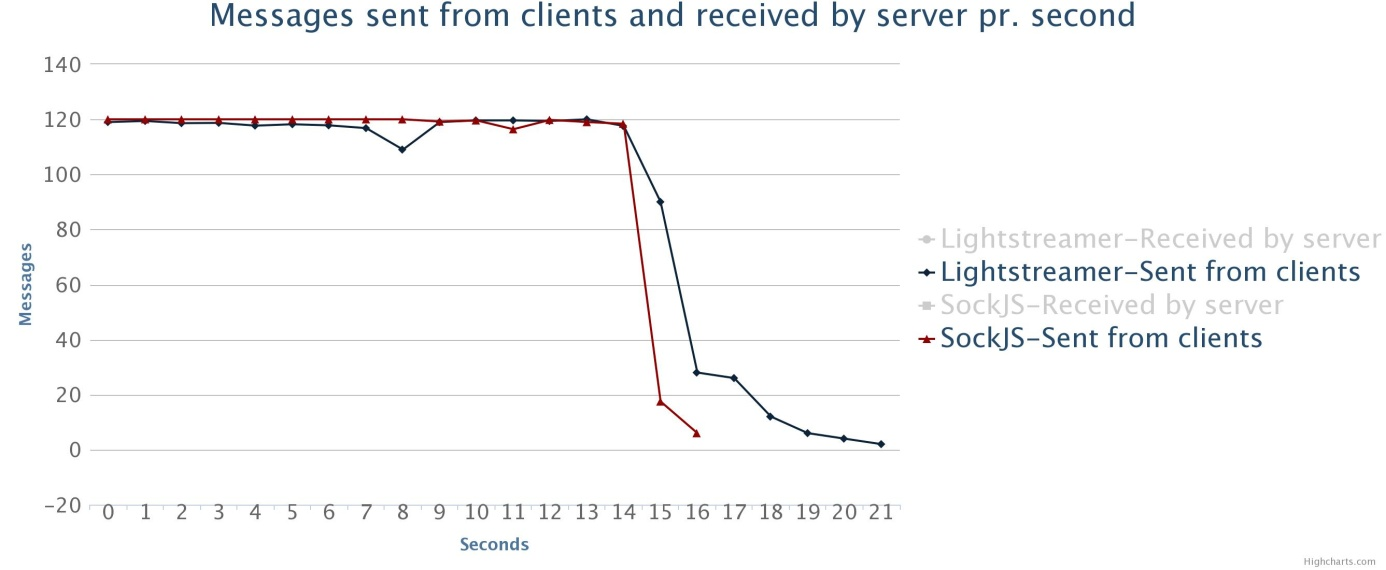 Messages sent from clients and received by server pr. second
140
120
100
80
60
40
20
0
−20
Messages
0 1 2 3 4 5 6 7 8 9 10 11 12 13 14 15 16 17 18 19 20 21
Seconds
Lightstreamer−Received by server
Lightstreamer−Sent from clients
SockJS−Received by server
SockJS−Sent from clients
Highcharts.com